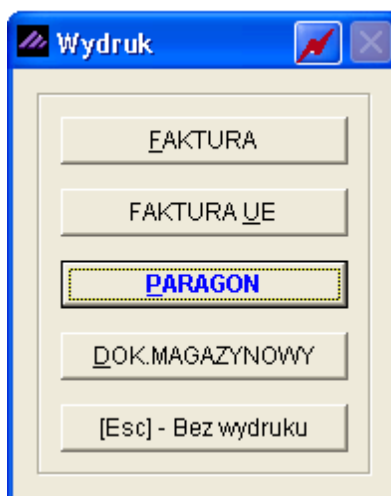 Wydruk
FAKTURA
FAKTURA UE
PARAGON
DOK.MAGAZYNOWY
[Esc] - Bez wydruku